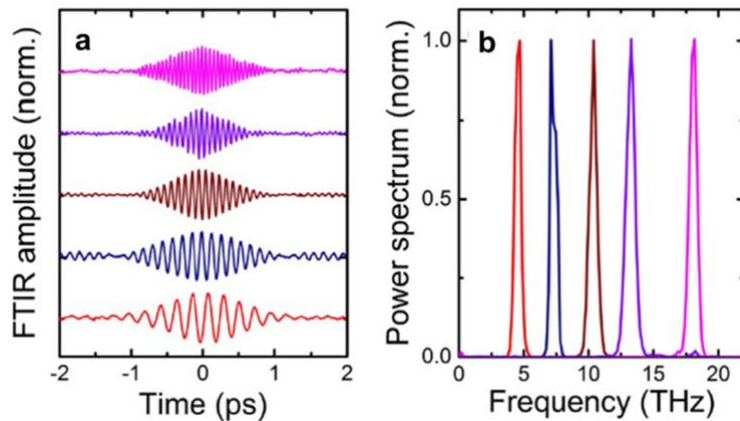 a
FTIR amplitude (norm.)
-2 -1 0 1 2
Time (ps)
b
Power spectrum (norm.)
1.0
0.5
0.0
0 5 10 15 20
Frequency (THz)